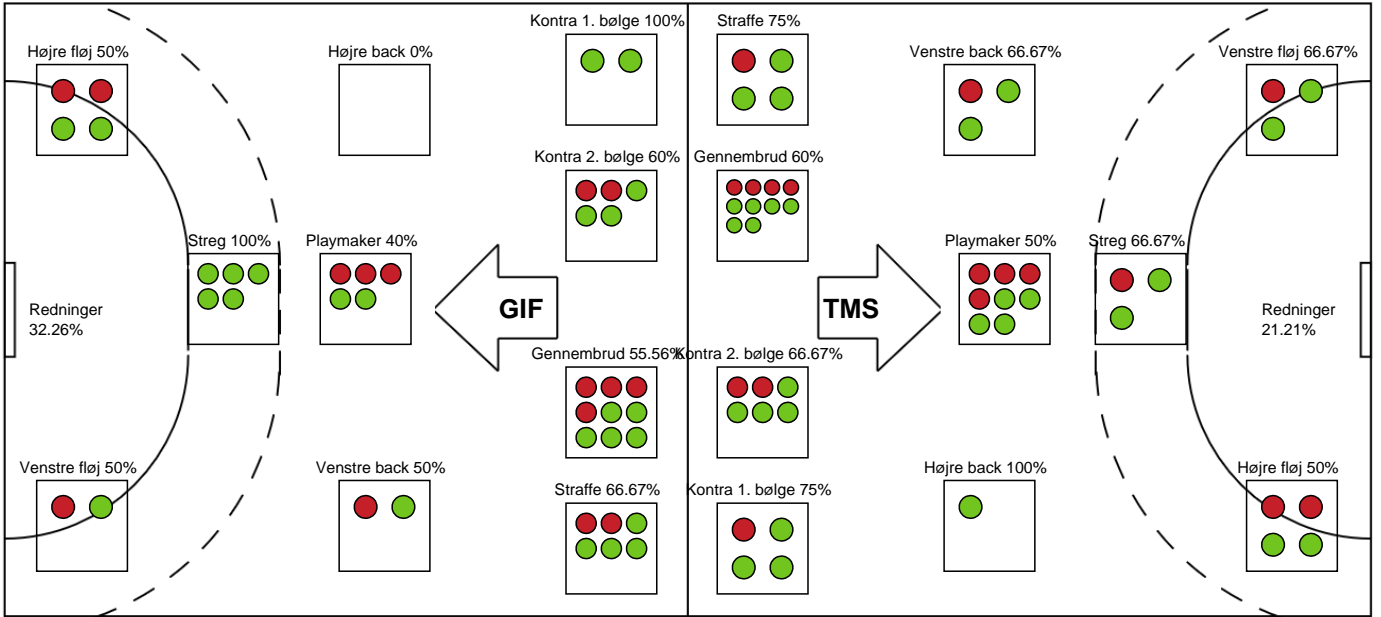 Kontra 1. bølge 100%
Straffe 75%
Højre fløj 50%
Højre back 0%
Venstre back 66.67%
Venstre fløj 66.67%
Kontra 2. bølge 60%
Gennembrud 60%
Streg 100%
Playmaker 40%
Playmaker 50%
Streg 66.67%
Redninger
32.26%
GIF
TMS
Redninger
21.21%
Gennembrud 55.56%
Kontra 2. bølge 66.67%
Venstre fløj 50%
Venstre back 50%
Højre back 100%
Højre fløj 50%
Straffe 66.67%
Kontra 1. bølge 75%